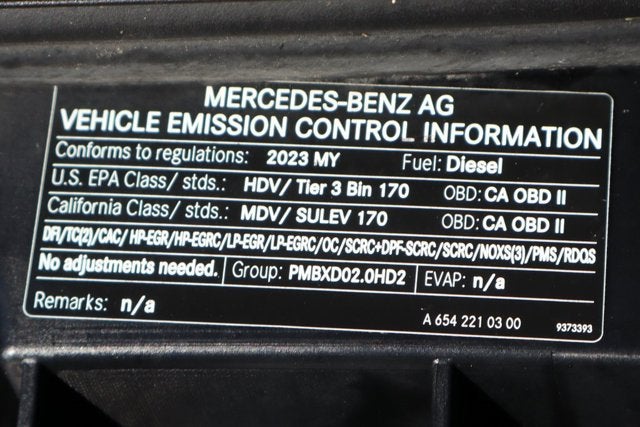 MERCEDES-BENZ AG
VEHICLE EMISSION CONTROL INFORMATION
Conforms to regulations: 2023 MY Fuel: Diesel
U.S. EPA Class/ stds.: HDV/ Tier 3 Bin 170 OBD: CA OBD II
California Class/ stds.: MDV/ SULEV 170 OBD: CA OBD II
DFI/TC(2)/CAC/ HP-EGR/HP-EGRC/LP-EGR/LP-EGRC/OC/SCRC+DPF-SCRC/SCRC/NOXS(3)/PMS/RDQS
No adjustments needed. Group: PMBXD02.0HD2 EVAP: n/a
Remarks: n/a
A 654 221 03 00 9373393